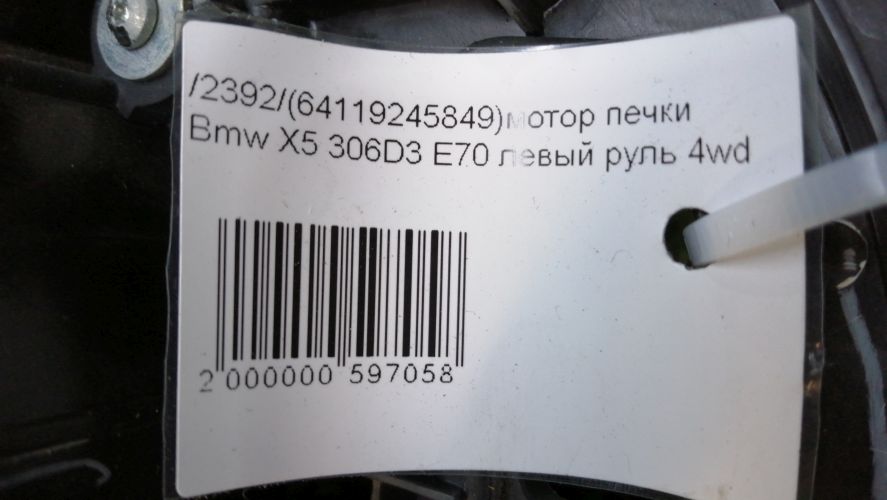 /2392/(64119245849)мотор печки
Bmw X5 306D3 E70 левый руль 4wd
2 000000 597058